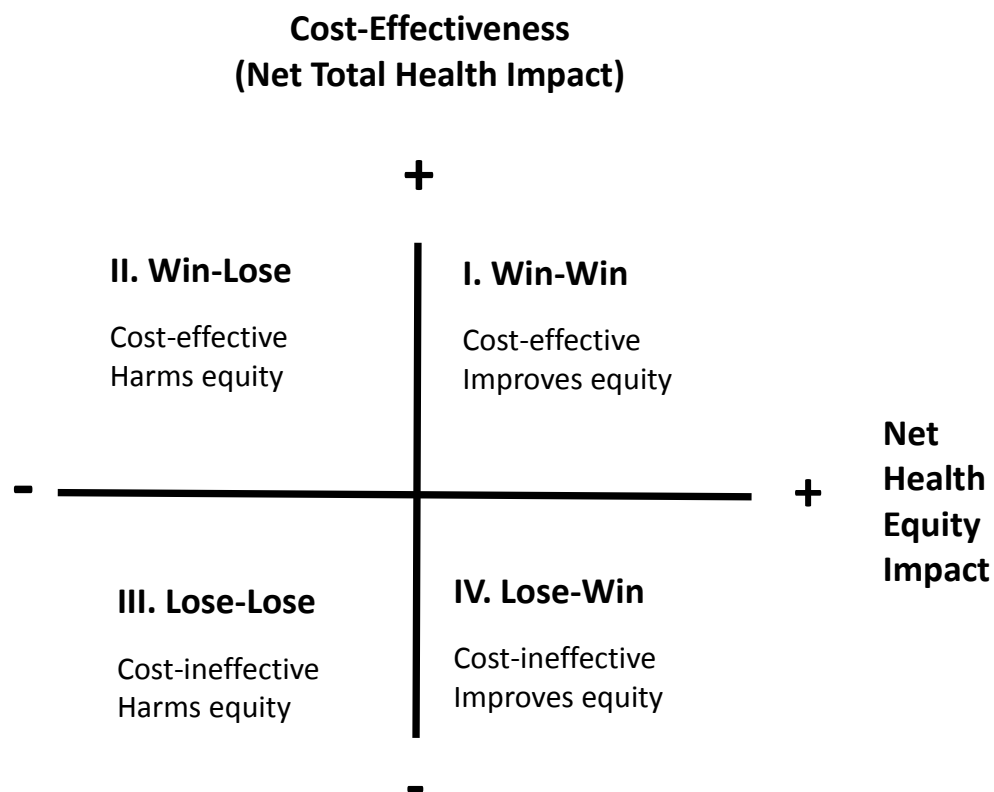 Cost-Effectiveness
(Net Total Health Impact)
+
II. Win-Lose
Cost-effective
Harms equity
I. Win-Win
Cost-effective
Improves equity
-
+
Net
Health
Equity
Impact
III. Lose-Lose
Cost-ineffective
Harms equity
IV. Lose-Win
Cost-ineffective
Improves equity
-